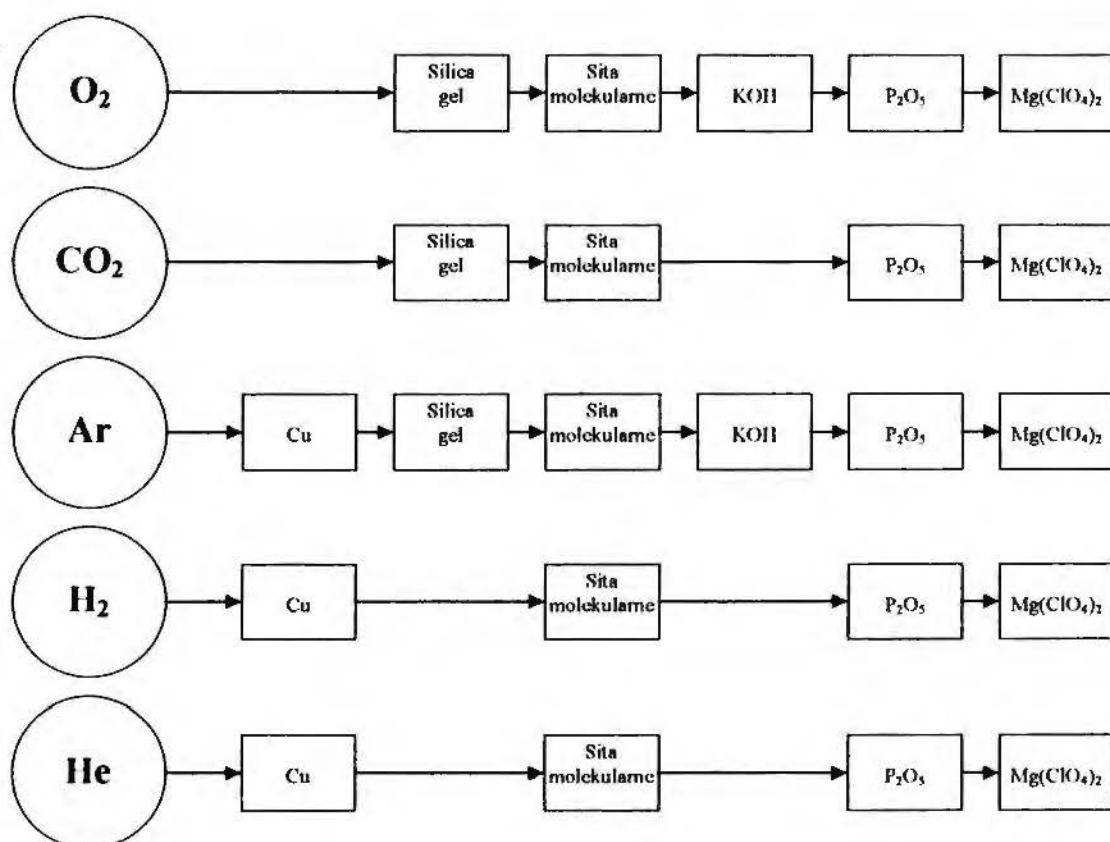 O₂
Silica
gel
Sita
molekularne
KOH
P₂O₅
Mg(ClO₄)₂
CO₂
Silica
gel
Sita
molekularne
P₂O₅
Mg(ClO₄)₂
Ar
Cu
Silica
gel
Sita
molekularne
KOH
P₂O₅
Mg(ClO₄)₂
H₂
Cu
Sita
molekularne
P₂O₅
Mg(ClO₄)₂
He
Cu
Sita
molekularne
P₂O₅
Mg(ClO₄)₂